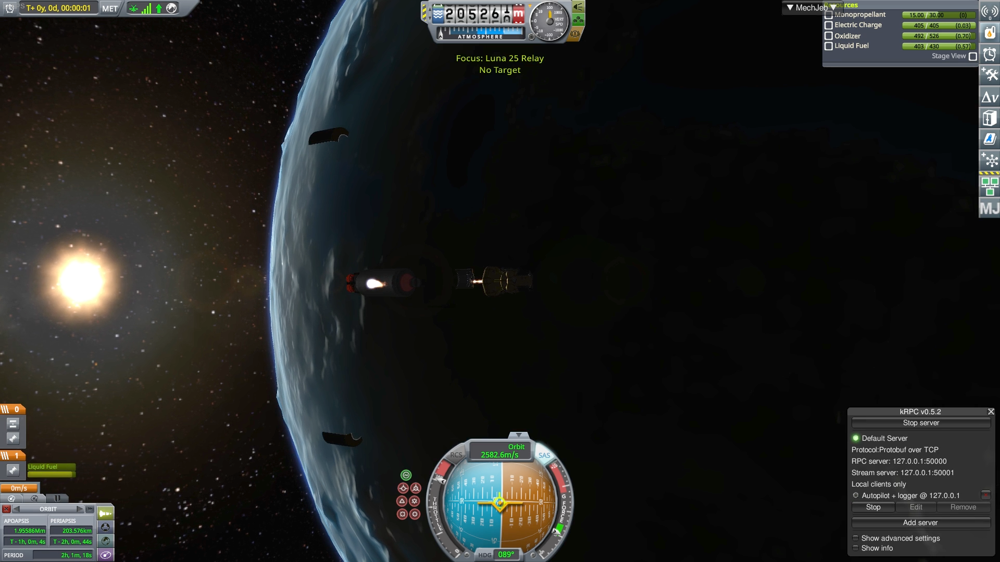 T+ 0y, 0d, 00:00:01
MET
205261 m
ATMOSPHERE
VERT
SPD
Focus: Luna 25 Relay
No Target
▼ MechJeb ▼
Monopropellant 15.00 / 30.00 (0)
Electric Charge 405 / 405 (0.03)
Oxidizer 492 / 526 (0.70)
Liquid Fuel 403 / 430 (0.57)
Stage View
Δv
MJ
0
1
Liquid Fuel
0m/s
ORBIT
APOAPSIS PERIAPSIS
1.95586Mm 203.576km
T - 1h, 0m, 4s T - 2h, 0m, 44s
PERIOD 2h, 1m, 18s
Orbit
2582.6m/s
RCS
SAS
THROTTLE
G FORCE
HDG 089°
kRPC v0.5.2
Stop server
Default Server
Protocol:Protobuf over TCP
RPC server: 127.0.0.1:50000
Stream server: 127.0.0.1:50001
Local clients only
Autopilot + logger @ 127.0.0.1
Stop Edit Remove
Add server
Show advanced settings
Show info